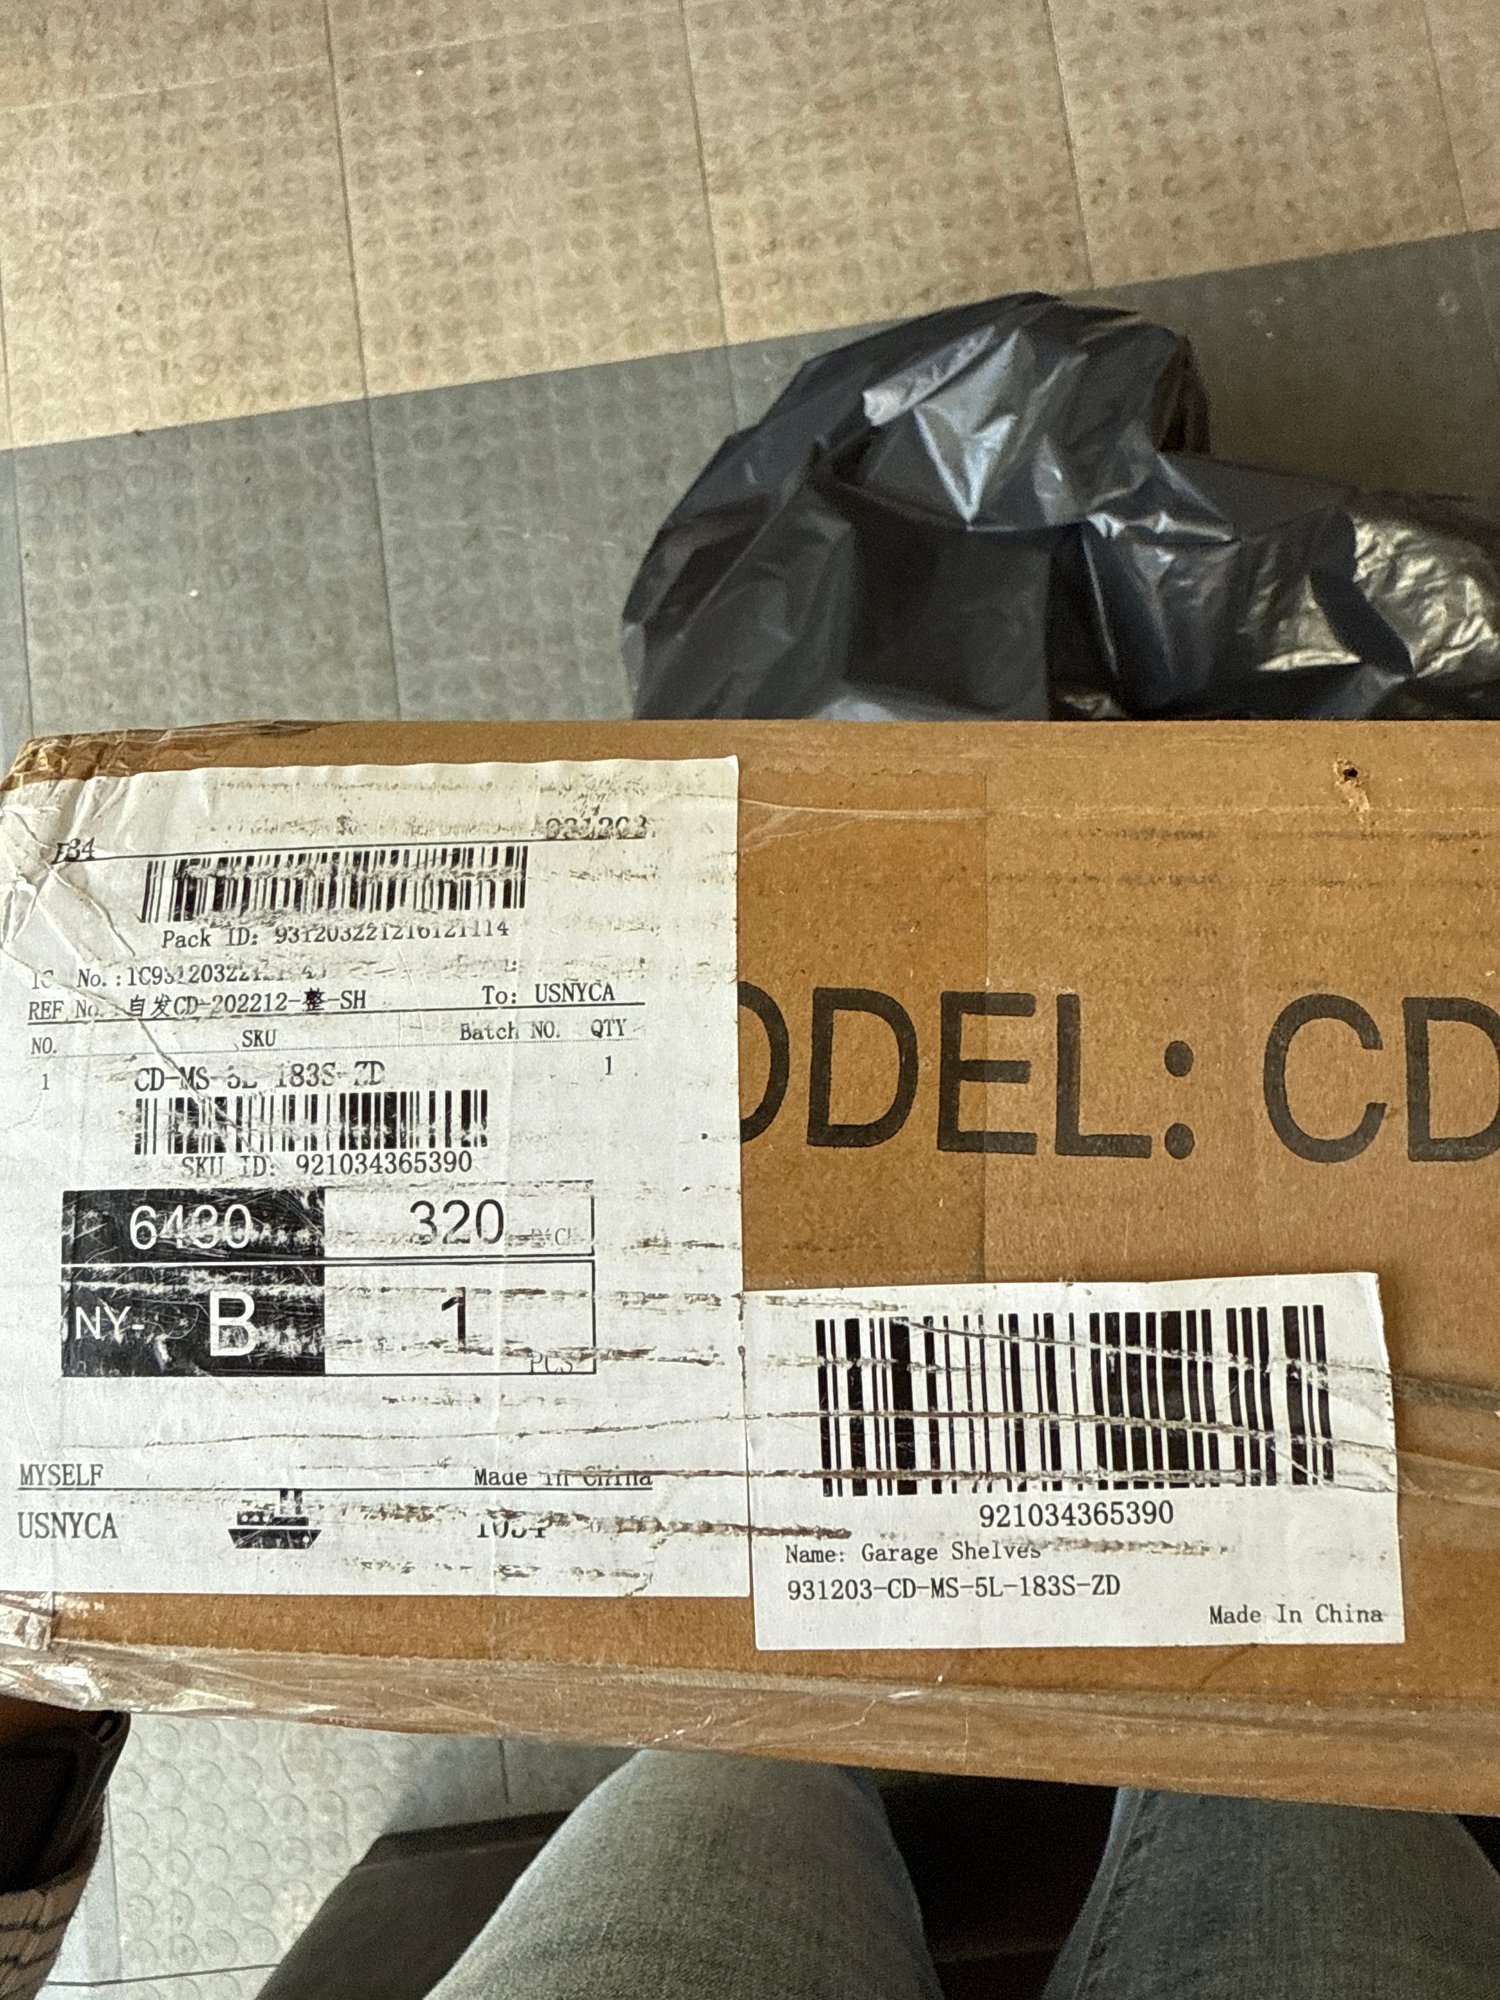 931203
Pack ID: 931203221216121114
REF No.: 自发CD-202212-整-SH To: USNYCA
NO. SKU Batch NO. QTY
1 CD-MS-5L-183S-ZD 1
SKU ID: 921034365390
320
NY- B 1
PCS
MYSELF Made in China
USNYCA
ODEL: CD
921034365390
Name: Garage Shelves
931203-CD-MS-5L-183S-ZD
Made In China